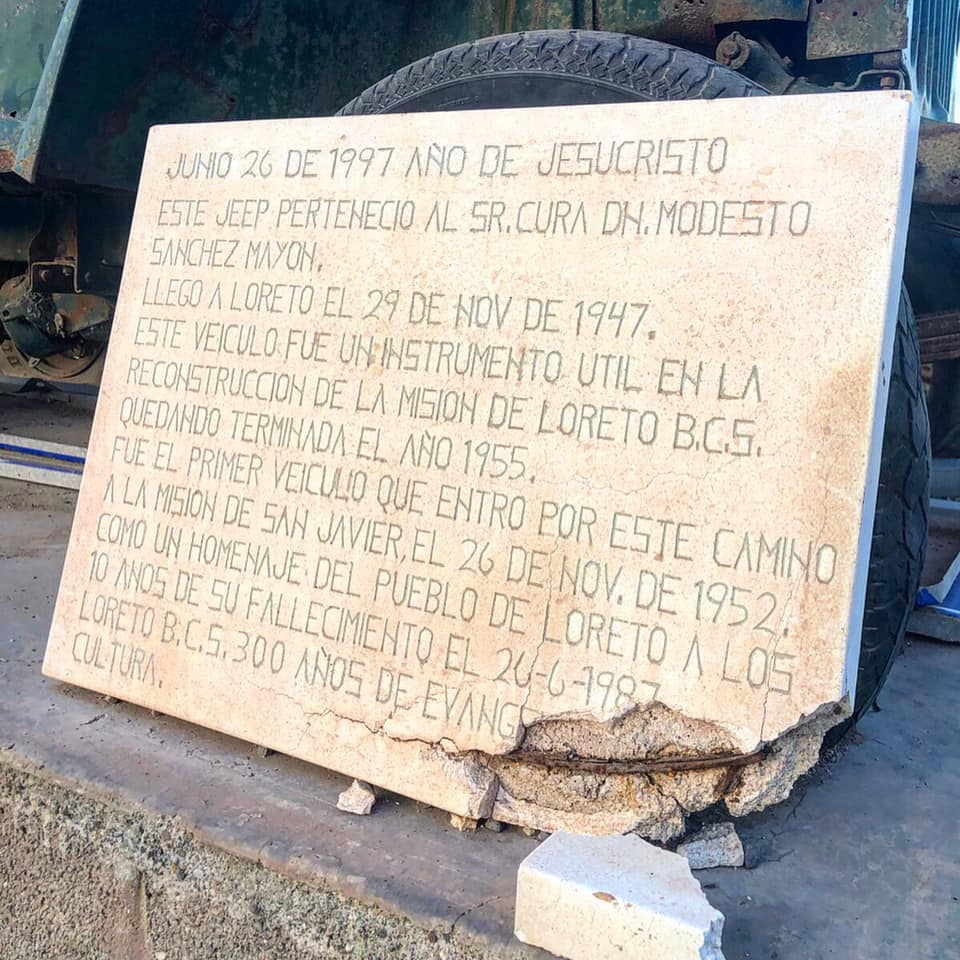 JUNIO 26 DE 1997 AÑO DE JESUCRISTO
ESTE JEEP PERTENECIO AL SR. CURA DN. MODESTO
SANCHEZ MAYON.
LLEGO A LORETO EL 29 DE NOV DE 1947.
ESTE VEICULO FUE UN INSTRUMENTO UTIL EN LA
RECONSTRUCCION DE LA MISION DE LORETO B.C.S.
QUEDANDO TERMINADA EL AÑO 1955.
FUE EL PRIMER VEICULO QUE ENTRO POR ESTE CAMINO
A LA MISION DE SAN JAVIER, EL 26 DE NOV. DE 1952.
COMO UN HOMENAJE DEL PUEBLO DE LORETO A LOS
10 AÑOS DE SU FALLECIMIENTO EL 26-6-1987
LORETO B.C.S. 300 AÑOS DE EVANG
CULTURA.